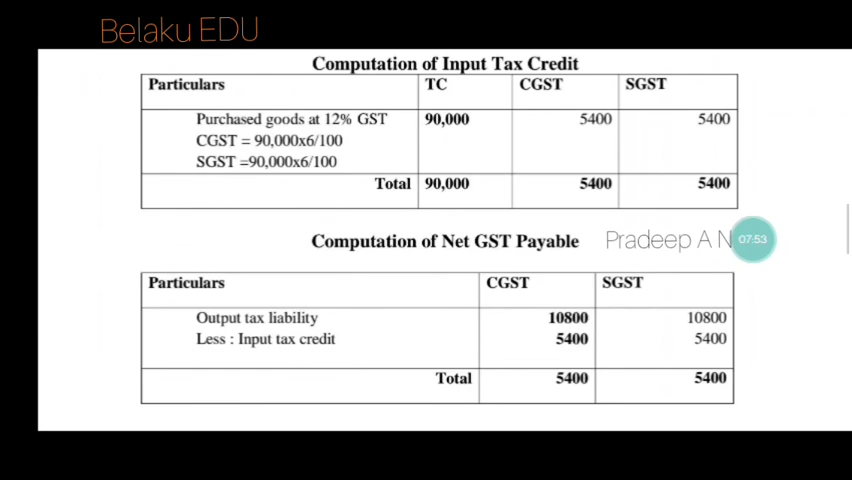 Belaku EDU
Computation of Input Tax Credit
Particulars TC CGST SGST
Purchased goods at 12% GST 90,000 5400 5400
CGST = 90,000x6/100
SGST =90,000x6/100
Total 90,000 5400 5400
Computation of Net GST Payable Pradeep A N 07:53
Particulars CGST SGST
Output tax liability 10800 10800
Less : Input tax credit 5400 5400
Total 5400 5400